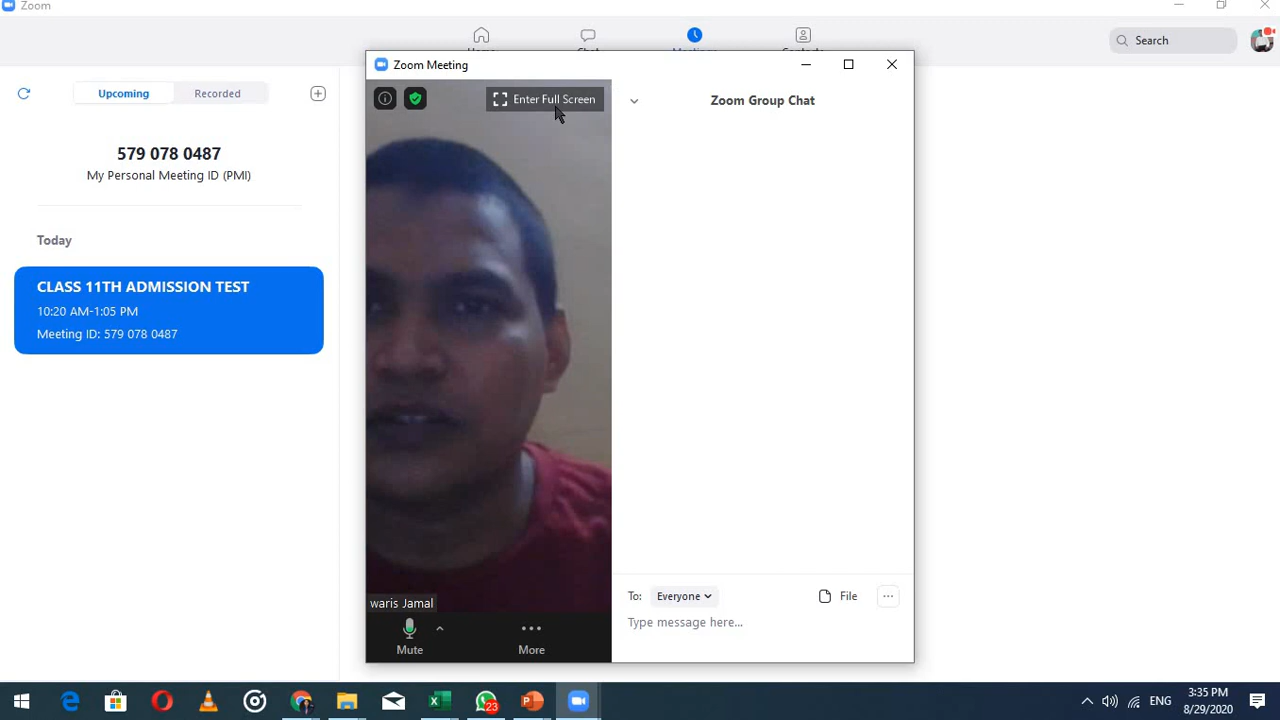 Zoom
Search
Upcoming
Recorded
579 078 0487
My Personal Meeting ID (PMI)
Today
CLASS 11TH ADMISSION TEST
10:20 AM-1:05 PM
Meeting ID: 579 078 0487
Zoom Meeting
Enter Full Screen
waris Jamal
Mute
More
Zoom Group Chat
To: Everyone
File
Type message here...
23
ENG
3:35 PM
8/29/2020